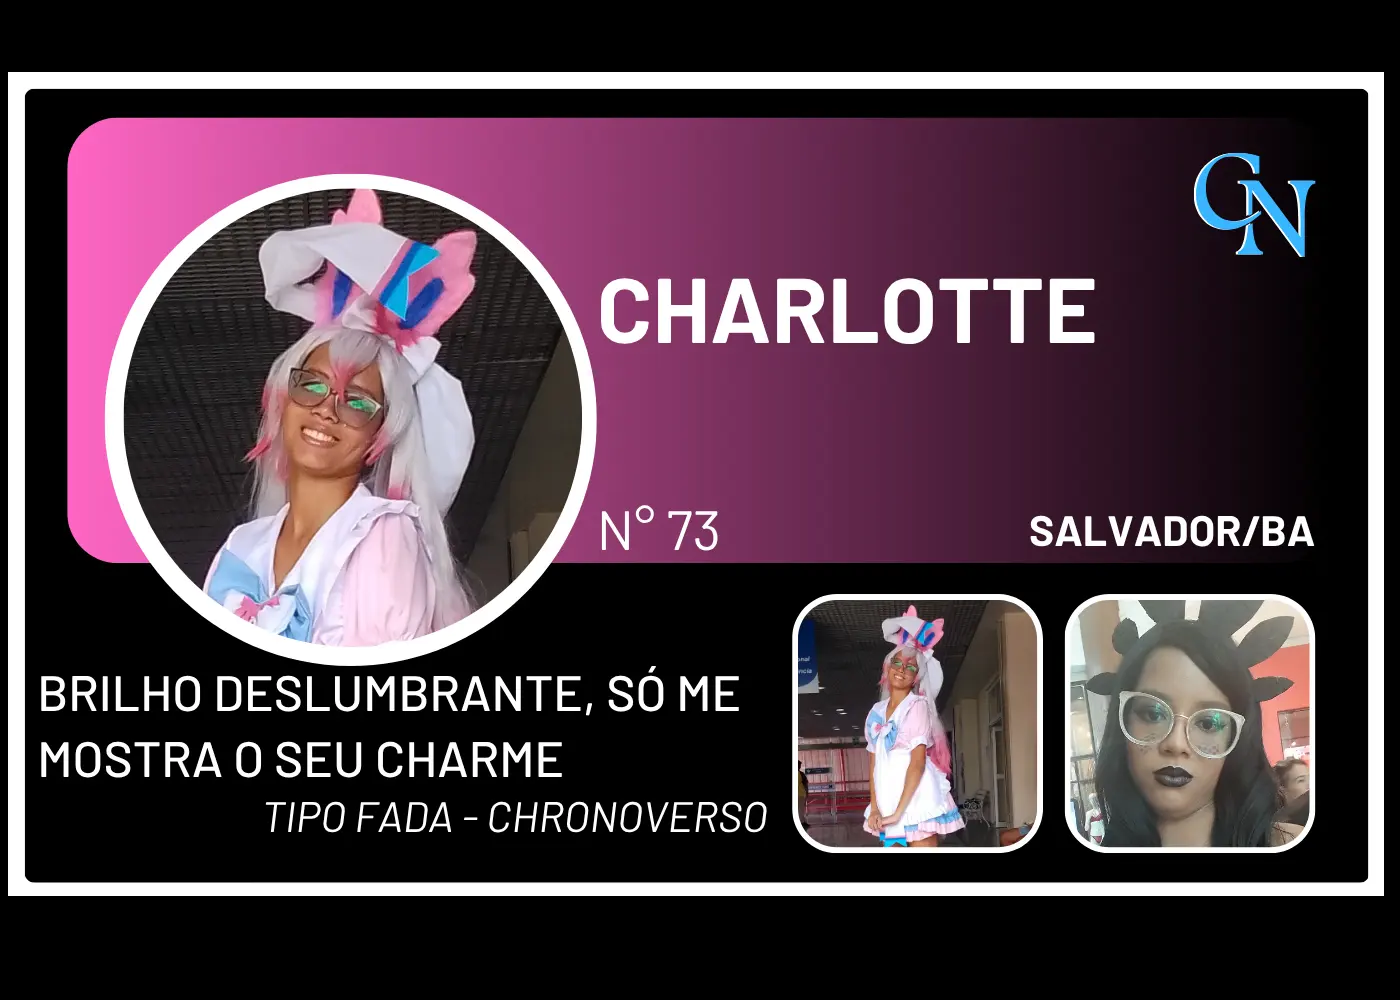 CN
CHARLOTTE
N° 73
SALVADOR/BA
BRILHO DESLUMBRANTE, SÓ ME
MOSTRA O SEU CHARME
TIPO FADA - CHRONOVERSO